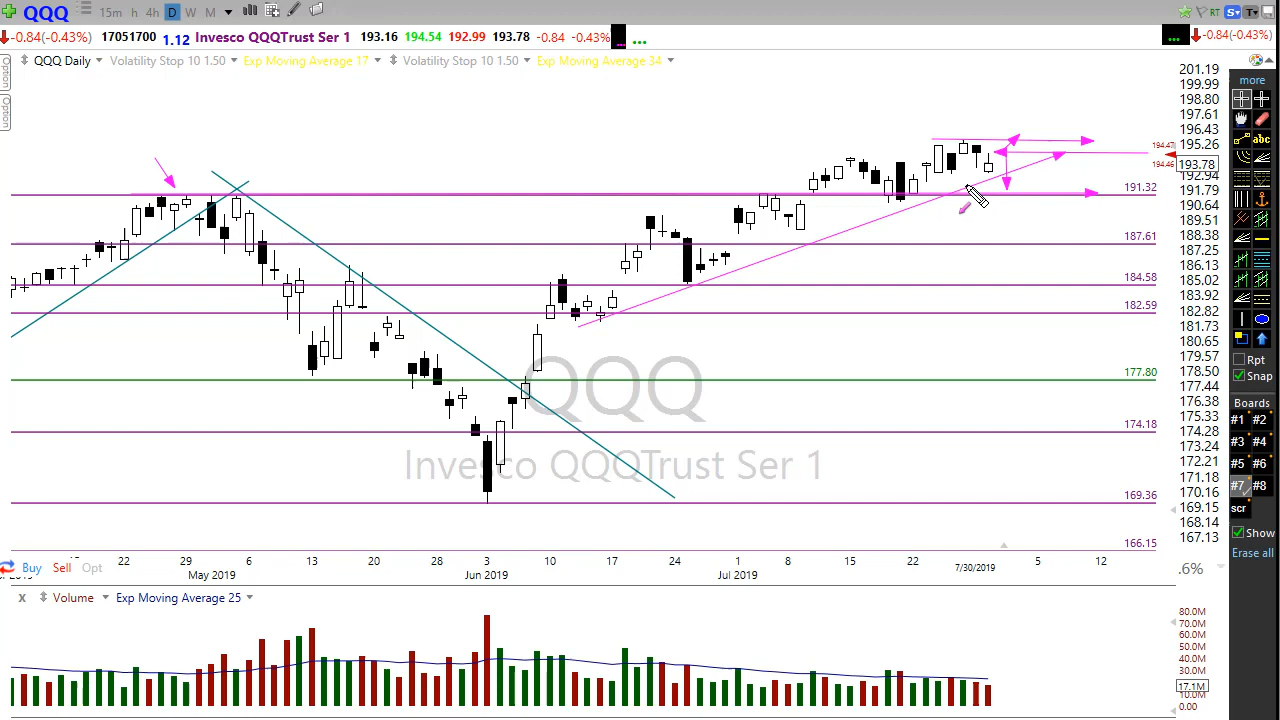 QQQ 15m h 4h D W M RT S T
-0.84(-0.43%) 17051700 1.12 Invesco QQQTrust Ser 1 193.16 194.54 192.99 193.78 -0.84 -0.43% ... ... -0.84(-0.43%)
QQQ Daily Volatility Stop 10 1.50 Exp Moving Average 17 Volatility Stop 10 1.50 Exp Moving Average 34
Option
Option
201.19
199.99
198.80
197.61
196.43
195.26
194.47
194.46
193.78
192.94
191.79
190.64
189.51
188.38
187.25
186.13
185.02
183.92
182.82
181.73
180.65
179.57
178.50
177.44
176.38
175.33
174.28
173.24
172.21
171.18
170.16
169.15
168.14
167.13
191.32
187.61
184.58
182.59
177.80
174.18
169.36
166.15
QQQ
Invesco QQQTrust Ser 1
more
abc
Rpt
Snap
Boards
#1 #2
#3 #4
#5 #6
#7 #8
scr
Show
Erase all
22 29 6 13 20 28 3 10 17 24 1 8 15 22 7/30/2019 5 12
May 2019 Jun 2019 Jul 2019
Buy Sell Opt
.6%
x Volume Exp Moving Average 25
80.0M
70.0M
60.0M
50.0M
40.0M
30.0M
17.1M
10.0M
0.00